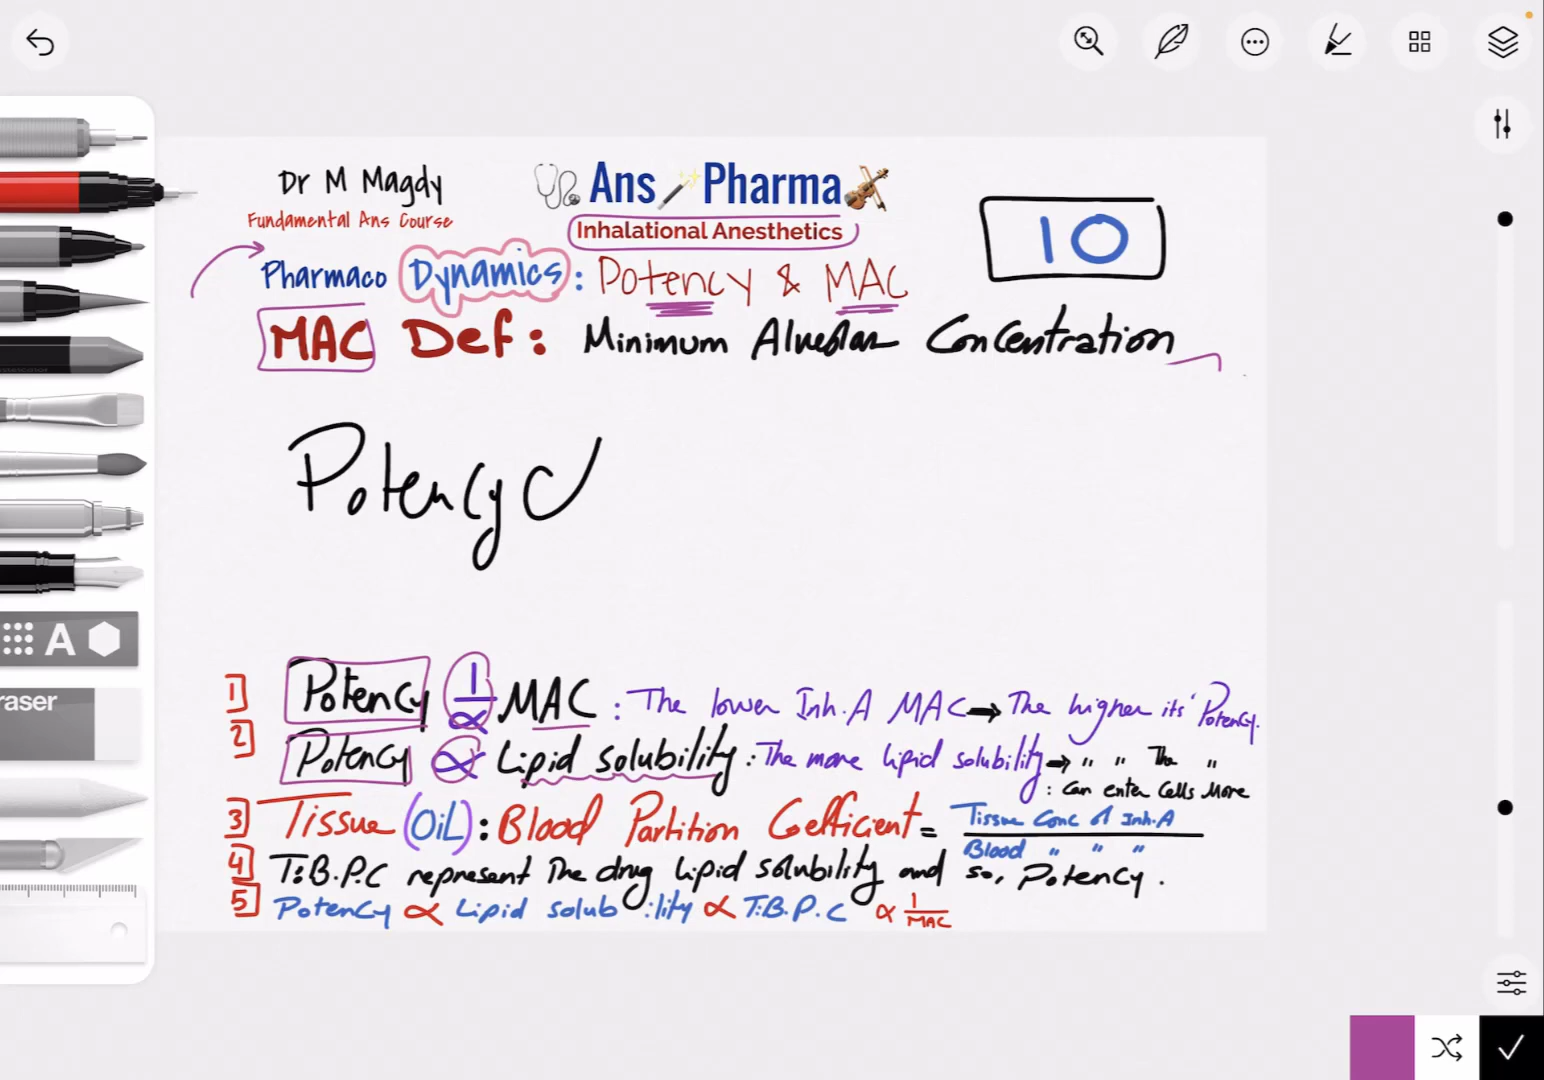 Dr M Magdy
Ans Pharma
Fundamental Ans Course
Inhalational Anesthetics
10
Pharmaco Dynamics: Potency & MAC
MAC Def: Minimum Alveolar Concentration
Potency
A
raser
1 Potency 1/∝ MAC : The lower Inh.A MAC → The higher its' Potency.
2 Potency ∝ Lipid solubility : The more lipid solubility → " " The "
: Can enter Cells More
3 Tissue (OiL) : Blood Partition Coefficient = Tissue Conc of Inh.A
Blood " "
4 T:B.P.C represent The drug Lipid solubility and so, Potency.
5 Potency ∝ Lipid solubility ∝ T:B.P.C ∝ 1/MAC